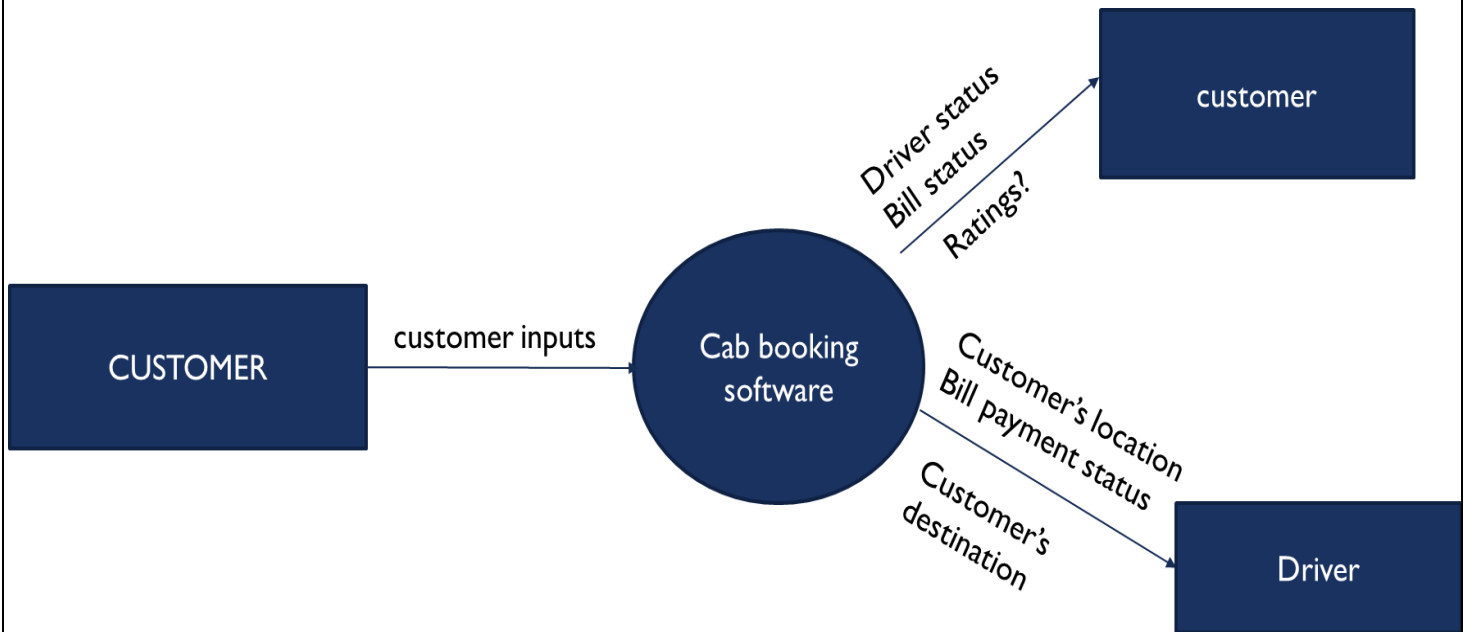 CUSTOMER
customer inputs
Cab booking
software
Driver status
Bill status
Ratings?
customer
Customer’s location
Bill payment status
Customer’s
destination
Driver